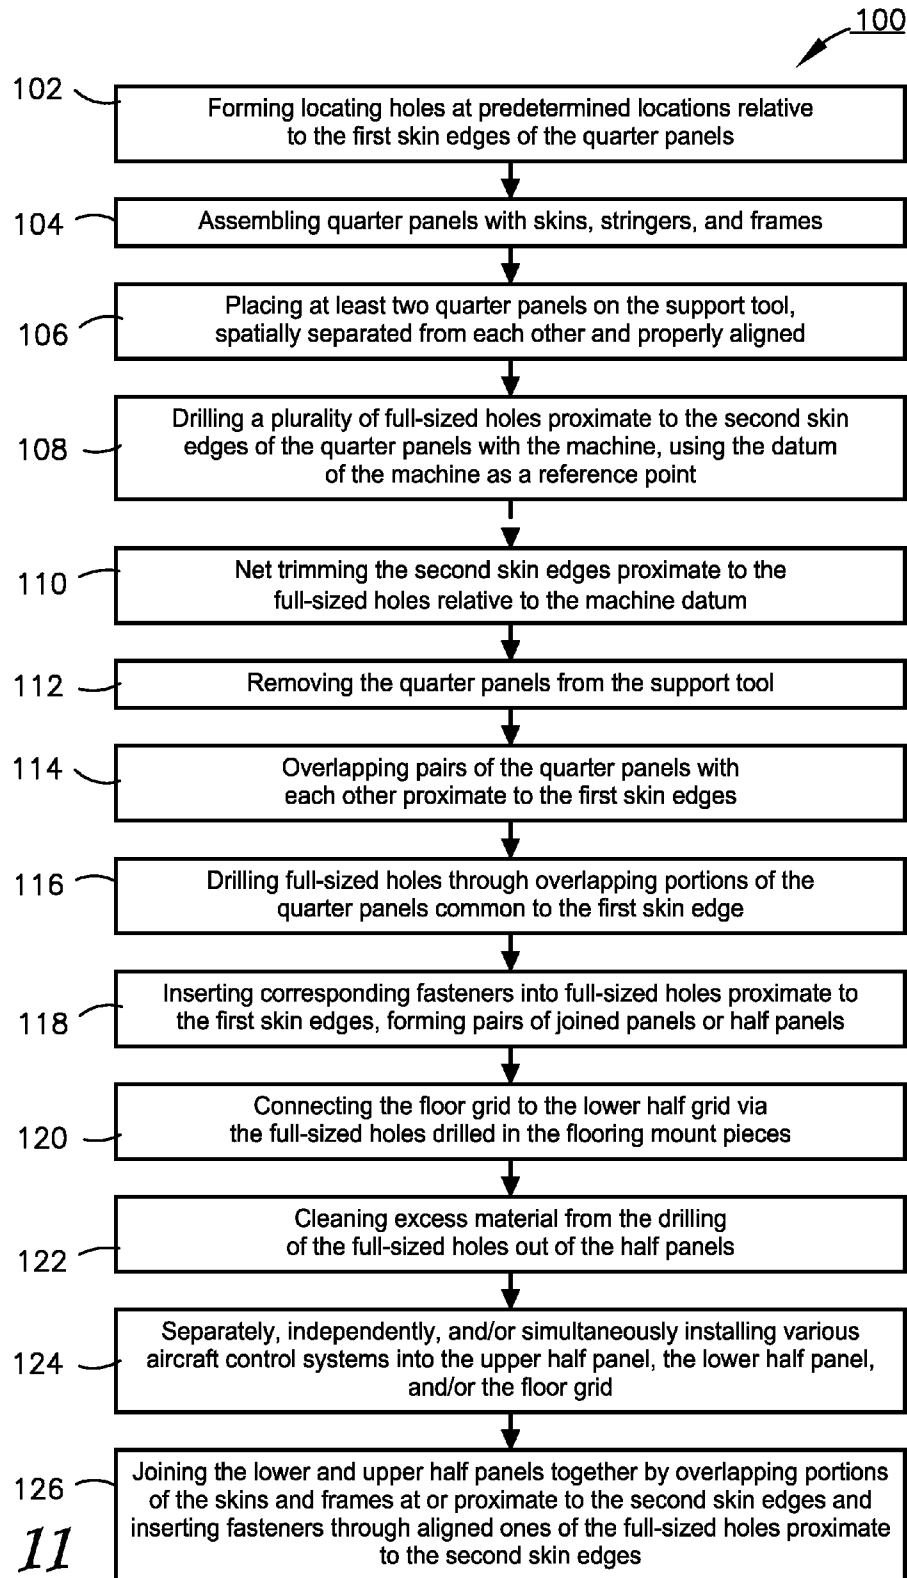 100
102
Forming locating holes at predetermined locations relative
to the first skin edges of the quarter panels
104
Assembling quarter panels with skins, stringers, and frames
106
Placing at least two quarter panels on the support tool,
spatially separated from each other and properly aligned
108
Drilling a plurality of full-sized holes proximate to the second skin
edges of the quarter panels with the machine, using the datum
of the machine as a reference point
110
Net trimming the second skin edges proximate to the
full-sized holes relative to the machine datum
112
Removing the quarter panels from the support tool
114
Overlapping pairs of the quarter panels with
each other proximate to the first skin edges
116
Drilling full-sized holes through overlapping portions of the
quarter panels common to the first skin edge
118
Inserting corresponding fasteners into full-sized holes proximate to
the first skin edges, forming pairs of joined panels or half panels
120
Connecting the floor grid to the lower half grid via
the full-sized holes drilled in the flooring mount pieces
122
Cleaning excess material from the drilling
of the full-sized holes out of the half panels
124
Separately, independently, and/or simultaneously installing various
aircraft control systems into the upper half panel, the lower half panel,
and/or the floor grid
126
Joining the lower and upper half panels together by overlapping portions
of the skins and frames at or proximate to the second skin edges and
inserting fasteners through aligned ones of the full-sized holes proximate
to the second skin edges
11